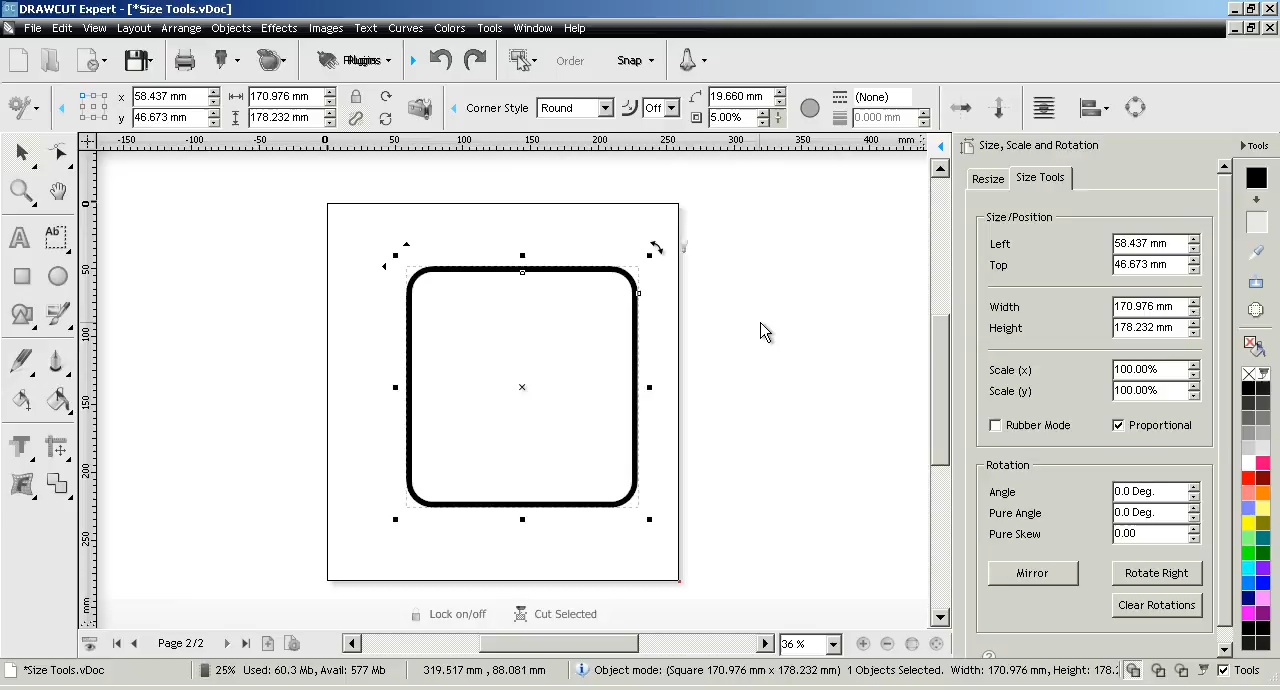 DRAWCUT Expert - [*Size Tools.vDoc]
File Edit View Layout Arrange Objects Effects Images Text Curves Colors Tools Window Help
Plugins Order Snap
x 58.437 mm 170.976 mm Corner Style Round Off 19.660 mm (None)
y 46.673 mm 178.232 mm 5.00% 0.000 mm
-150 -100 -50 0 50 100 150 200 250 300 350 400 mm
0 50 100 150 200 250 mm
Size, Scale and Rotation Tools
Resize Size Tools
Size/Position
Left 58.437 mm
Top 46.673 mm
Width 170.976 mm
Height 178.232 mm
Scale (x) 100.00%
Scale (y) 100.00%
Rubber Mode Proportional
Rotation
Angle 0.0 Deg.
Pure Angle 0.0 Deg.
Pure Skew 0.00
Mirror Rotate Right
Clear Rotations
Lock on/off Cut Selected
Page 2/2 36 %
*Size Tools.vDoc 25% Used: 60.3 Mb, Avail: 577 Mb 319.517 mm , 88.081 mm Object mode: (Square 170.976 mm x 178.232 mm) 1 Objects Selected. Width: 170.976 mm, Height: 178.2 Tools